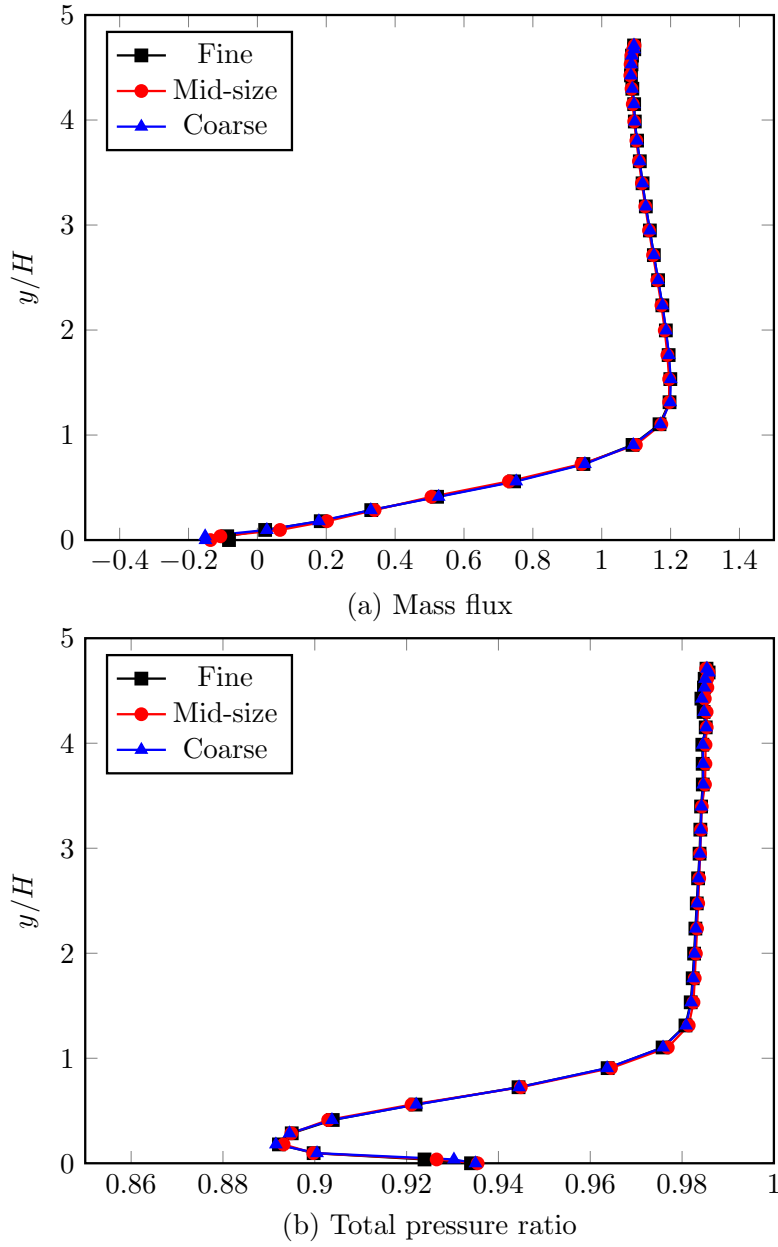 5
4
3
2
1
0
y/H
Fine
Mid-size
Coarse
−0.4 −0.2 0 0.2 0.4 0.6 0.8 1 1.2 1.4
(a) Mass flux
5
4
3
2
1
0
y/H
Fine
Mid-size
Coarse
0.86 0.88 0.9 0.92 0.94 0.96 0.98 1
(b) Total pressure ratio